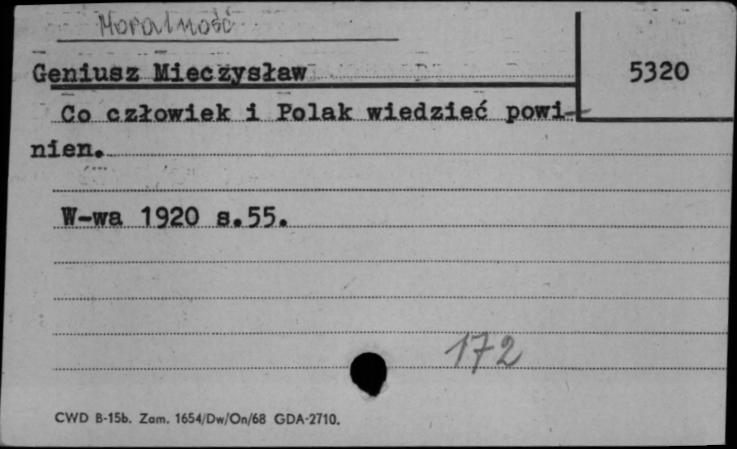 Moralność
Geniusz Mieczysław
5320
Co człowiek i Polak wiedzieć powi-
nien.
W-wa 1920 s.55.
172
CWD B-15b. Zam. 1654/Dw/On/68 GDA-2710.